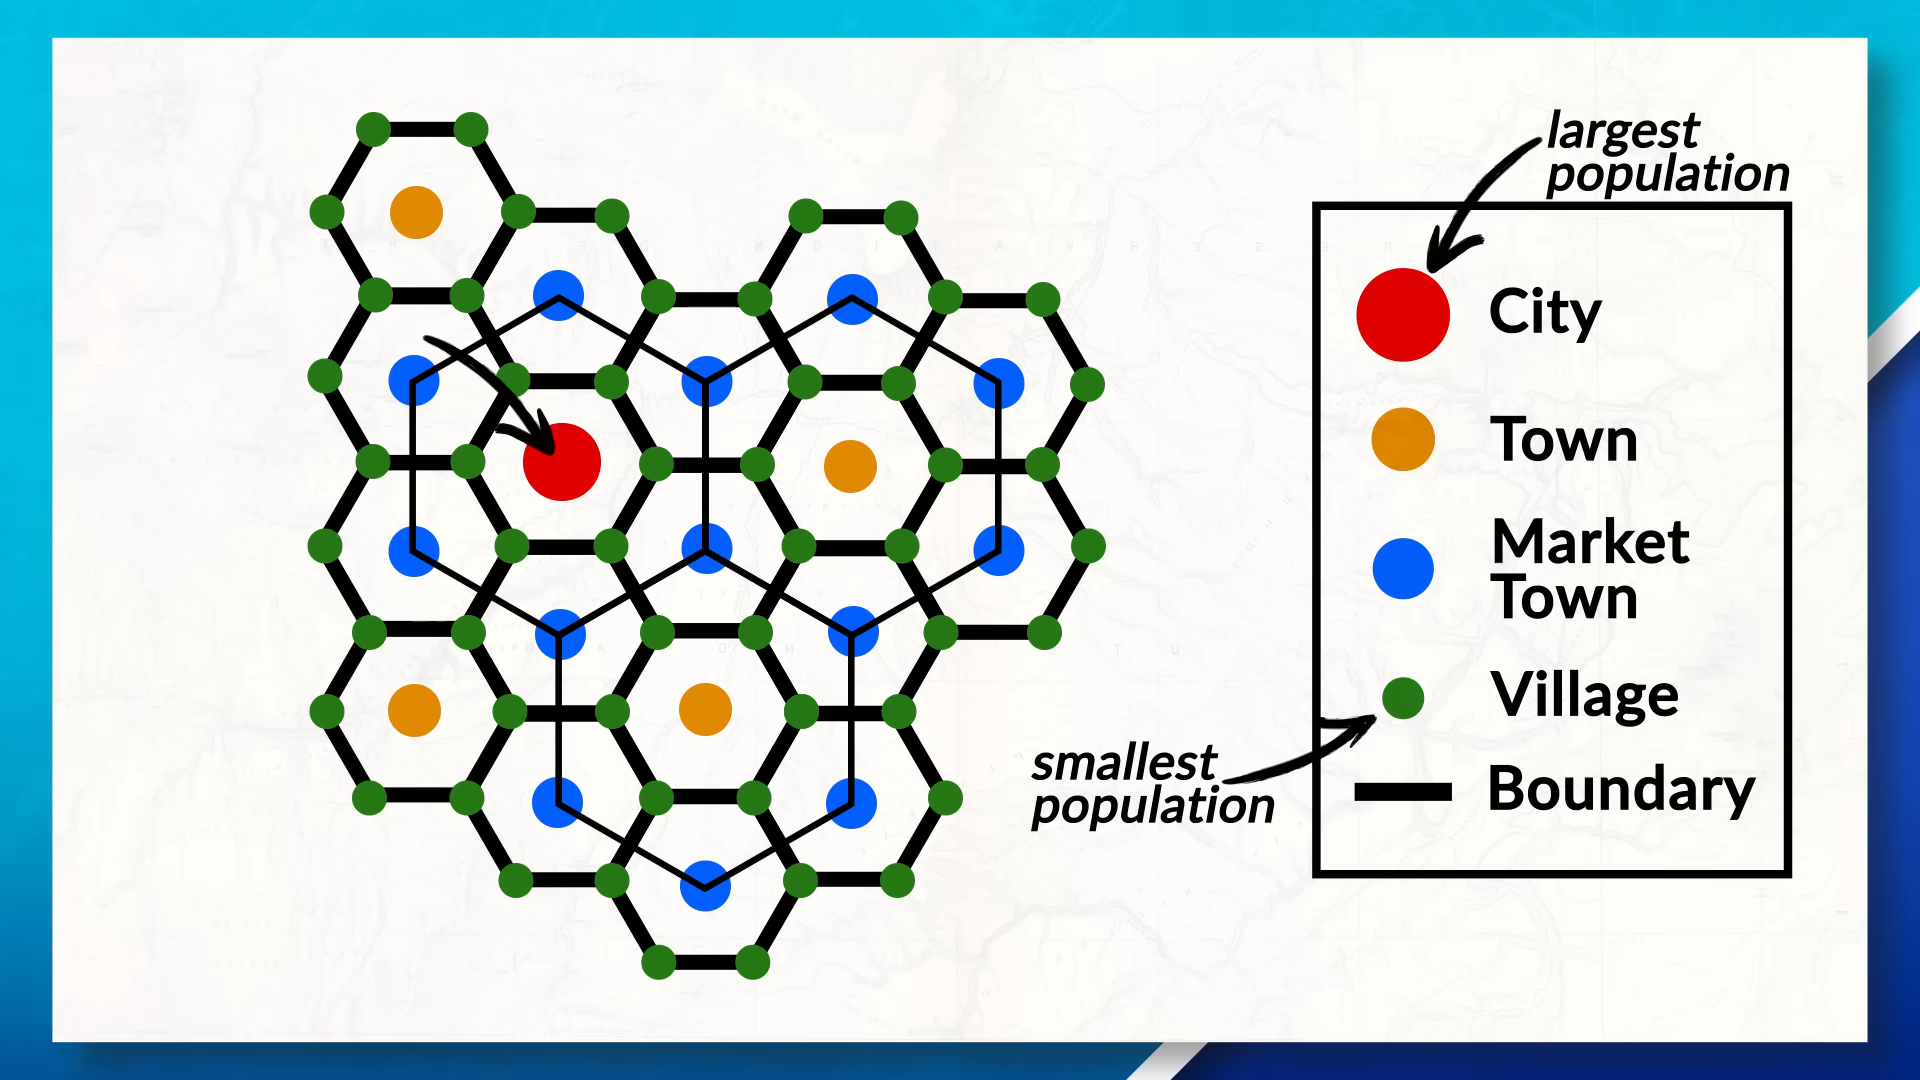 largest
population
City
Town
Market
Town
Village
smallest
population
Boundary